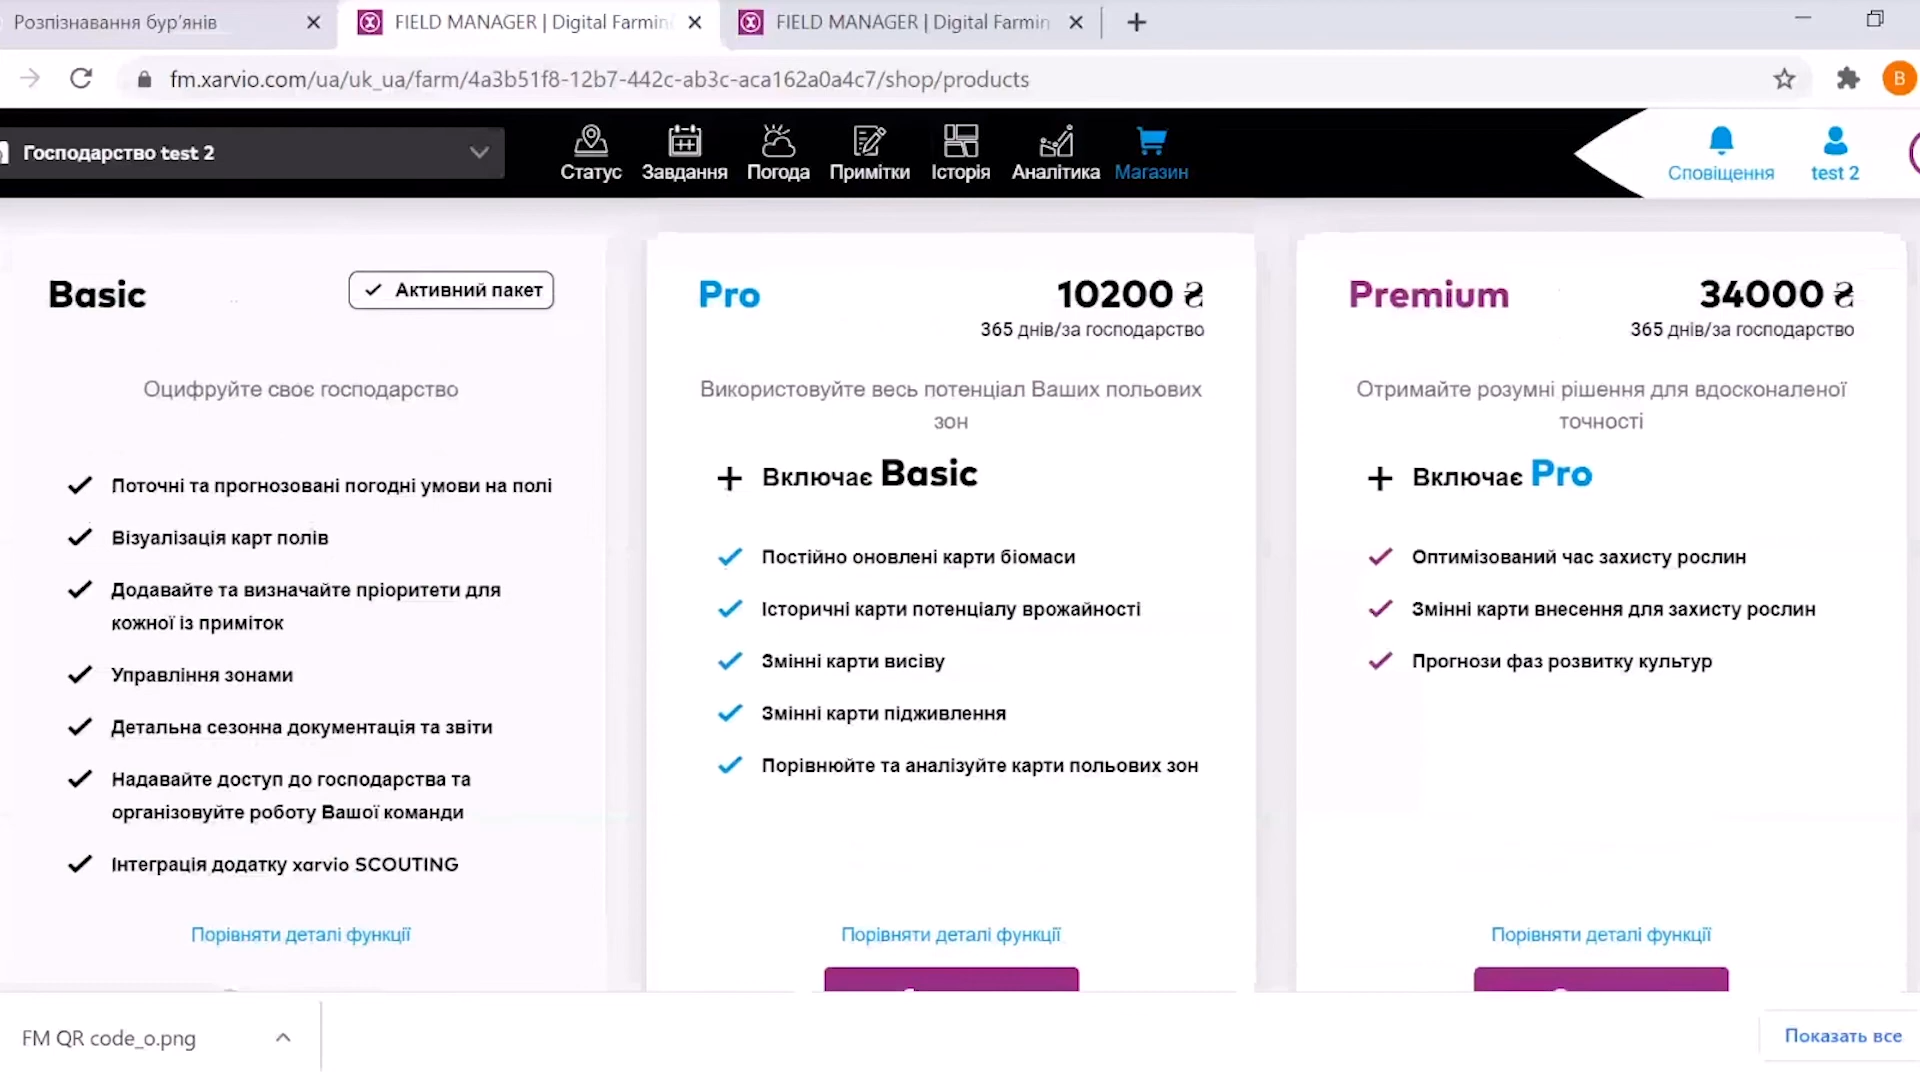 Розпізнавання бур'янів
FIELD MANAGER | Digital Farmin
FIELD MANAGER | Digital Farmin
fm.xarvio.com/ua/uk_ua/farm/4a3b51f8-12b7-442c-ab3c-aca162a0a4c7/shop/products
B
Господарство test 2
Статус
Завдання
Погода
Примітки
Історія
Аналітика
Магазин
Сповіщення
test 2
Basic
Активний пакет
Оцифруйте своє господарство
Поточні та прогнозовані погодні умови на полі
Візуалізація карт полів
Додавайте та визначайте пріоритети для
кожної із приміток
Управління зонами
Детальна сезонна документація та звіти
Надавайте доступ до господарства та
організовуйте роботу Вашої команди
Інтеграція додатку xarvio SCOUTING
Порівняти деталі функції
Pro
10200 ₴
365 днів/за господарство
Використовуйте весь потенціал Ваших польових
зон
+ Включає Basic
Постійно оновлені карти біомаси
Історичні карти потенціалу врожайності
Змінні карти висіву
Змінні карти підживлення
Порівнюйте та аналізуйте карти польових зон
Порівняти деталі функції
Premium
34000 ₴
365 днів/за господарство
Отримайте розумні рішення для вдосконаленої
точності
+ Включає Pro
Оптимізований час захисту рослин
Змінні карти внесення для захисту рослин
Прогнози фаз розвитку культур
Порівняти деталі функції
FM QR code_o.png
Показать все